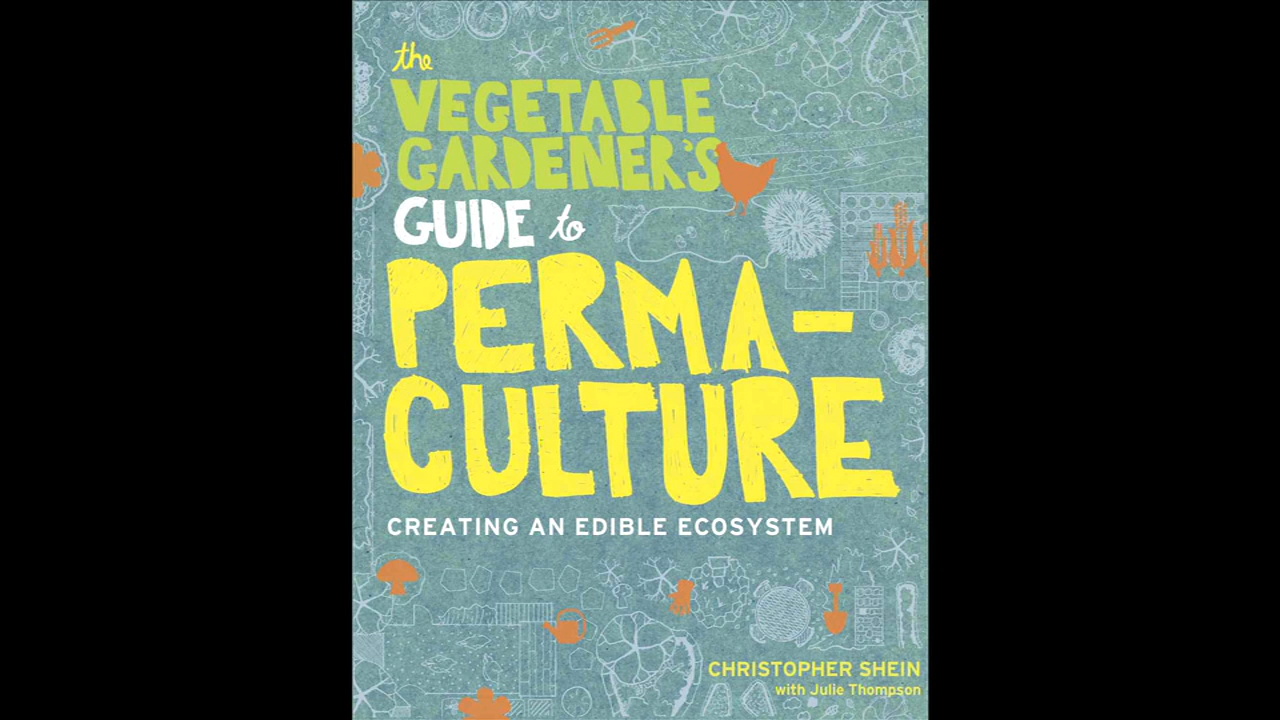 the
VEGETABLE
GARDENER'S
GUIDE to
PERMA-
CULTURE
CREATING AN EDIBLE ECOSYSTEM
CHRISTOPHER SHEIN
with Julie Thompson